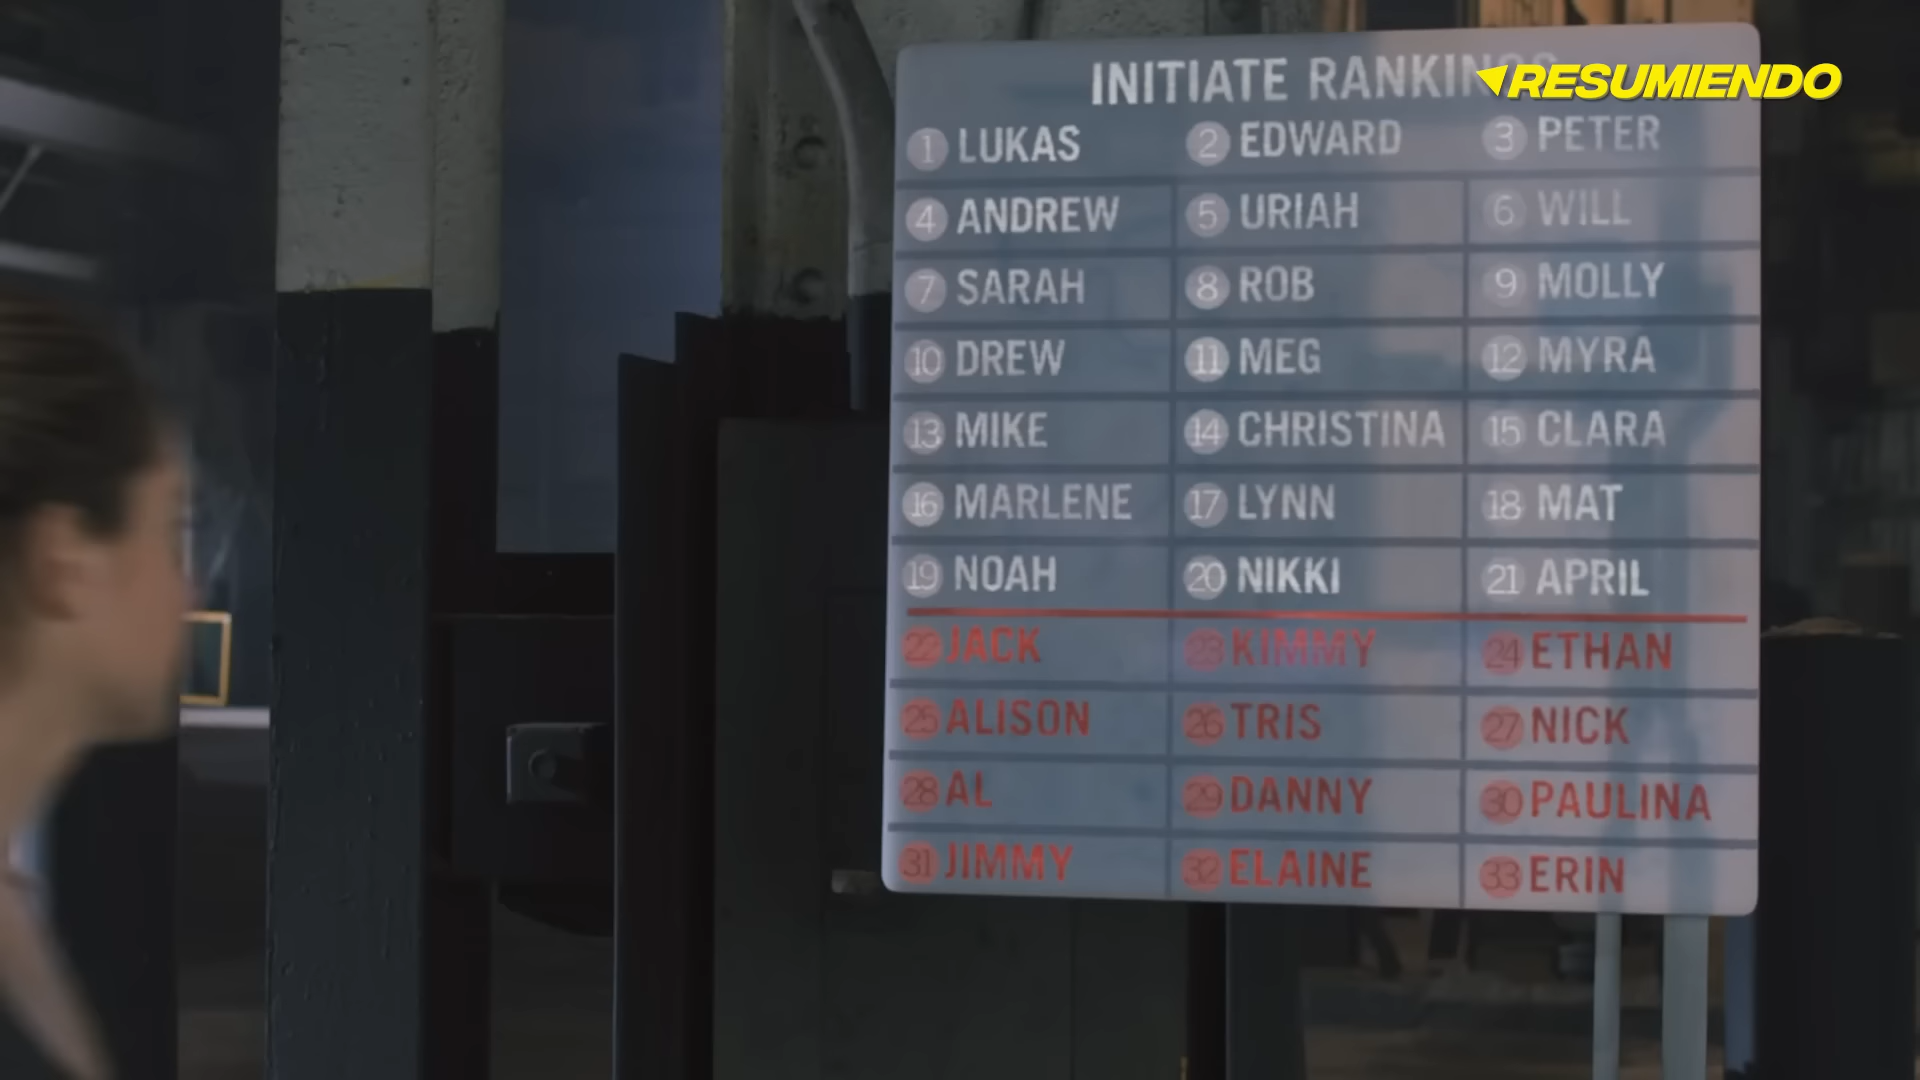 INITIATE RANKINGS
RESUMIENDO
1 LUKAS 2 EDWARD 3 PETER
4 ANDREW 5 URIAH 6 WILL
7 SARAH 8 ROB 9 MOLLY
10 DREW 11 MEG 12 MYRA
13 MIKE 14 CHRISTINA 15 CLARA
16 MARLENE 17 LYNN 18 MAT
19 NOAH 20 NIKKI 21 APRIL
22 JACK 23 KIMMY 24 ETHAN
25 ALISON 26 TRIS 27 NICK
28 AL 29 DANNY 30 PAULINA
31 JIMMY 32 ELAINE 33 ERIN